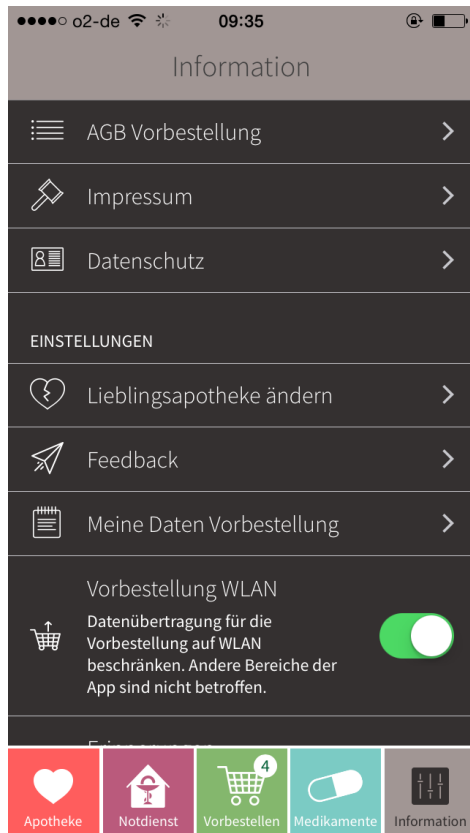 o2-de 09:35
Information
AGB Vorbestellung
Impressum
Datenschutz
EINSTELLUNGEN
Lieblingsapotheke ändern
Feedback
Meine Daten Vorbestellung
Vorbestellung WLAN
Datenübertragung für die
Vorbestellung auf WLAN
beschränken. Andere Bereiche der
App sind nicht betroffen.
4
Apotheke Notdienst Vorbestellen Medikamente Information